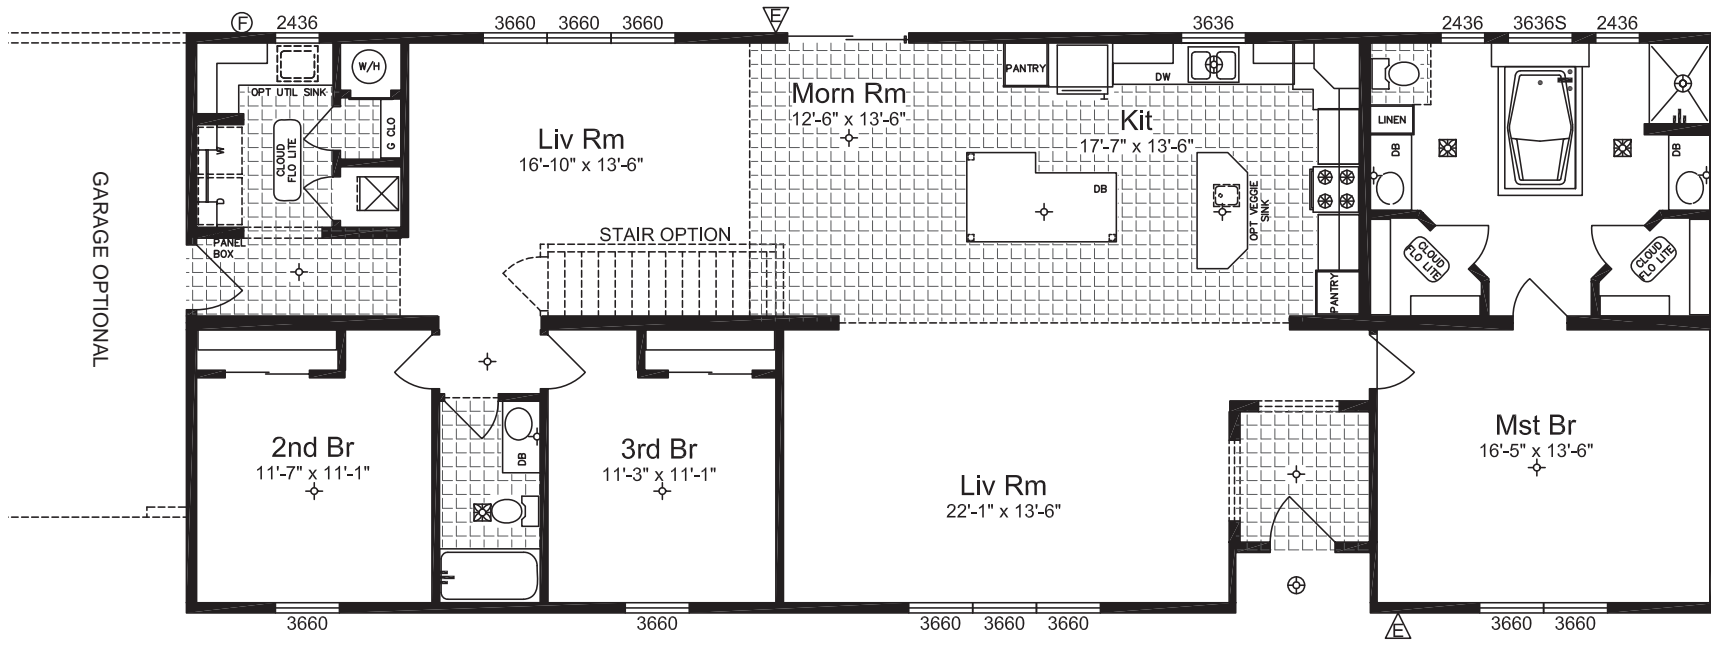 F
2436
3660
3660
3660
E
3636
2436
3636S
2436
W/H
OPT UTIL SINK
G CLO
CLOUD
FLO LITE
W
D
PANEL
BOX
GARAGE OPTIONAL
Liv Rm
16'-10" x 13'-6"
STAIR OPTION
Morn Rm
12'-6" x 13'-6"
PANTRY
DW
Kit
17'-7" x 13'-6"
DB
OPT VEGGIE
SINK
PANTRY
LINEN
DB
DB
CLOUD
FLO LITE
CLOUD
FLO LITE
2nd Br
11'-7" x 11'-1"
DB
3rd Br
11'-3" x 11'-1"
Liv Rm
22'-1" x 13'-6"
Mst Br
16'-5" x 13'-6"
3660
3660
3660
3660
3660
E
3660
3660